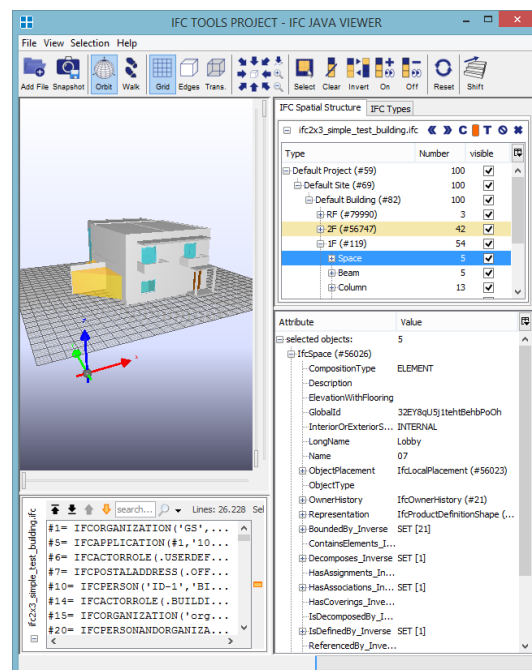 IFC TOOLS PROJECT - IFC JAVA VIEWER
File View Selection Help
Add File Snapshot Orbit Walk Grid Edges Trans. Select Clear Invert On Off Reset Shift
IFC Spatial Structure IFC Types
ifc2x3_simple_test_building.ifc C T
Type Number visible
Default Project (#59) 100
Default Site (#69) 100
Default Building (#82) 100
RF (#79990) 3
2F (#56747) 42
1F (#119) 54
Space 5
Beam 5
Column 13
Attribute Value
selected objects: 5
IfcSpace (#56026)
CompositionType ELEMENT
Description
ElevationWithFlooring
GlobalId 32EY8qU5j1tehtBehbPoOh
InteriorOrExteriorS... INTERNAL
LongName Lobby
Name 07
ObjectPlacement IfcLocalPlacement (#56023)
ObjectType
OwnerHistory IfcOwnerHistory (#21)
Representation IfcProductDefinitionShape (...
BoundedBy_Inverse SET [21]
ContainsElements_I...
Decomposes_Inverse SET [1]
HasAssignments_In...
HasAssociations_In... SET [1]
HasCoverings_Inve...
IsDecomposedBy_I...
IsDefinedBy_Inverse SET [1]
ReferencedBy_Inve...
ifc2x3_simple_test_building.ifc
search... Lines: 26.228 Sel
#1= IFCORGANIZATION('GS',...
#5= IFCAPPLICATION(#1,'10...
#6= IFCACTORROLE(.USERDEF...
#7= IFCPOSTALADDRESS(.OFF...
#10= IFCPERSON('ID-1','BI...
#14= IFCACTORROLE(.BUILDI...
#15= IFCORGANIZATION('org...
#20= IFCPERSONANDORGANIZA...